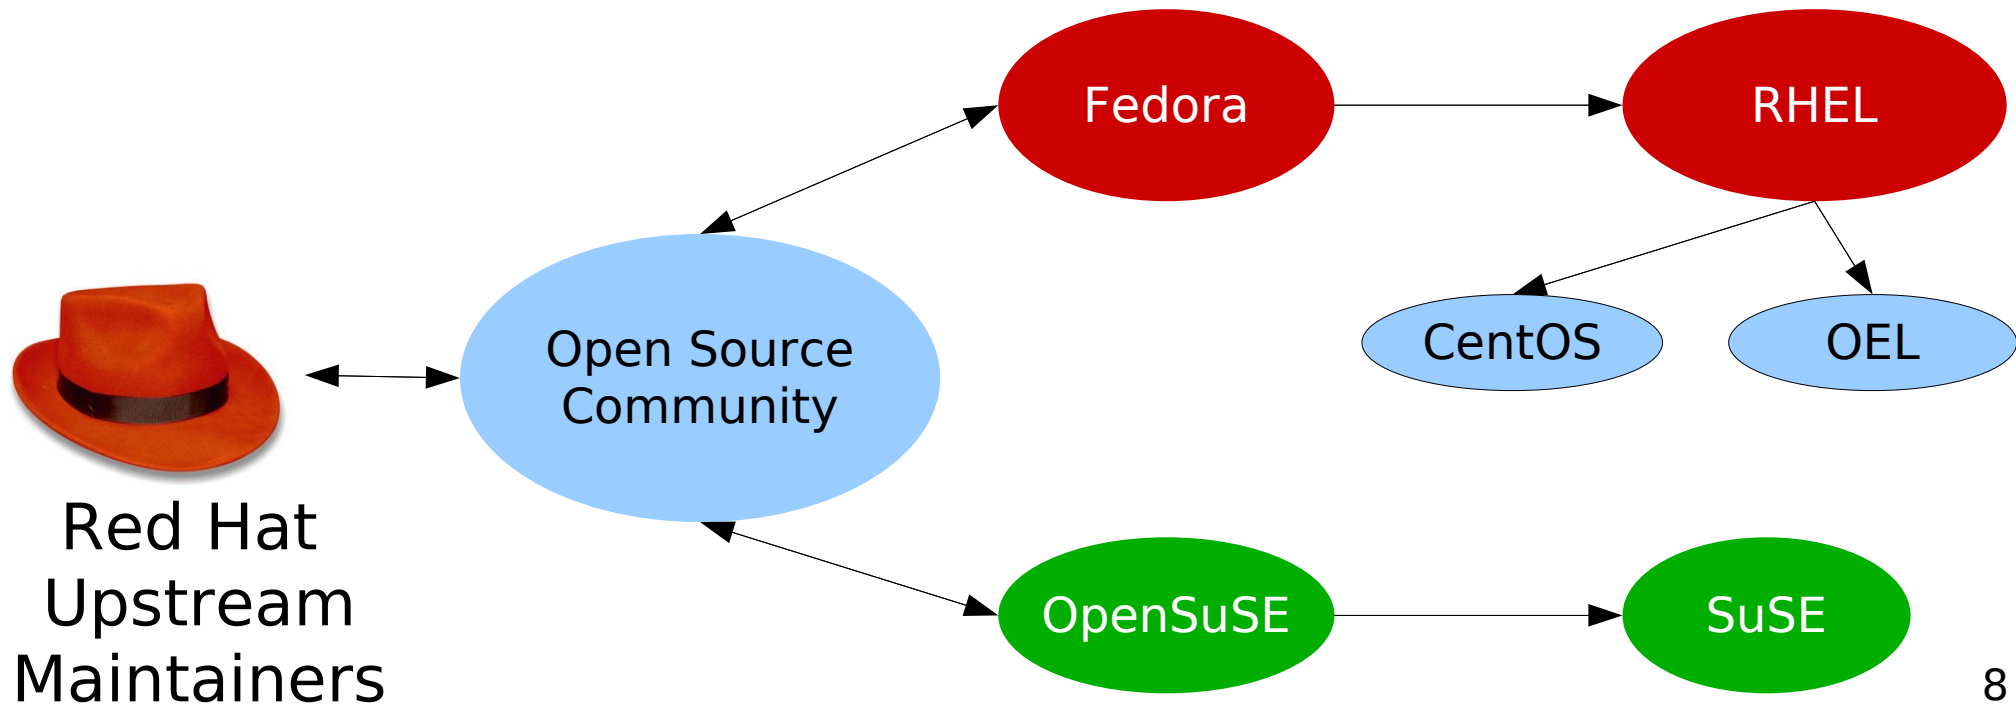 Fedora
RHEL
Open Source
Community
CentOS
OEL
Red Hat
Upstream
Maintainers
OpenSuSE
SuSE
8